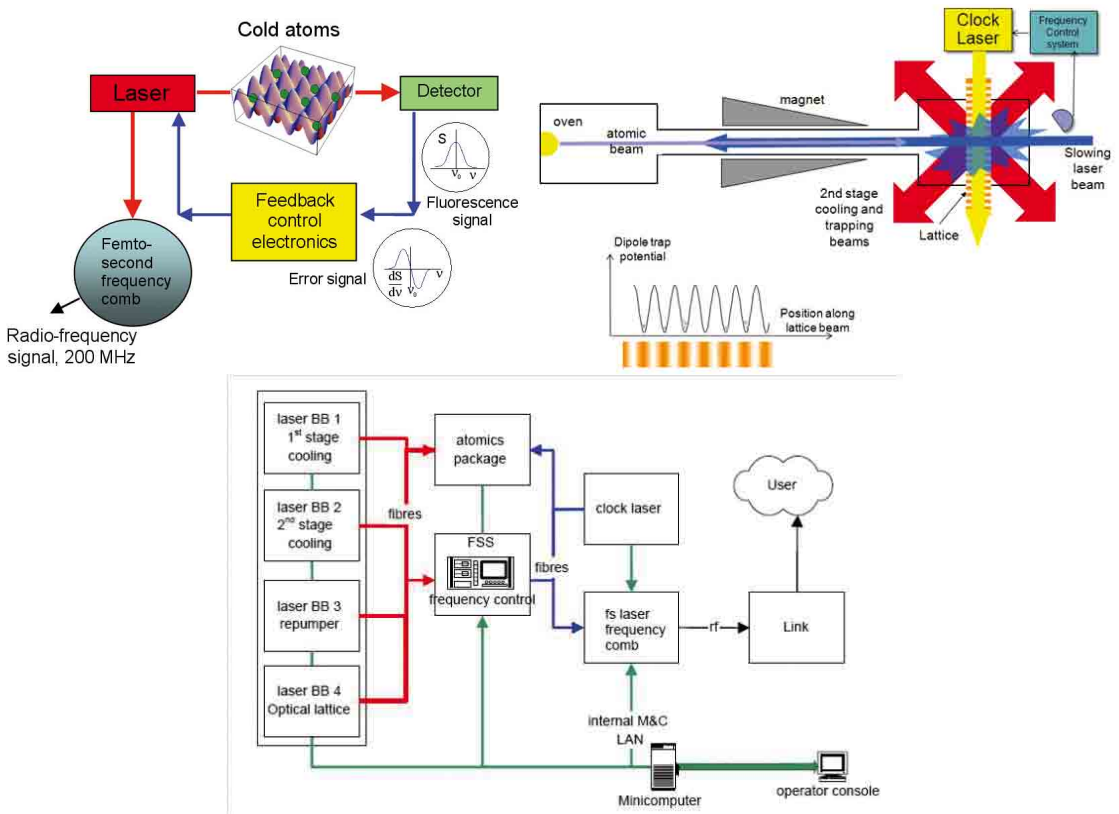 Cold atoms
Laser
Detector
S
ν₀
ν
Fluorescence
signal
Feedback
control
electronics
Error signal
dS
dν
ν₀
ν
Femto-
second
frequency
comb
Radio-frequency
signal, 200 MHz
Clock
Laser
Frequency
Control
system
magnet
oven
atomic
beam
Slowing
laser
beam
2nd stage
cooling and
trapping
beams
Lattice
Dipole trap
potential
Position along
lattice beam
laser BB 1
1st stage
cooling
laser BB 2
2nd stage
cooling
laser BB 3
repumper
laser BB 4
Optical lattice
fibres
atomics
package
FSS
frequency control
fibres
clock laser
fs laser
frequency
comb
rf
Link
User
internal M&C
LAN
Minicomputer
operator console